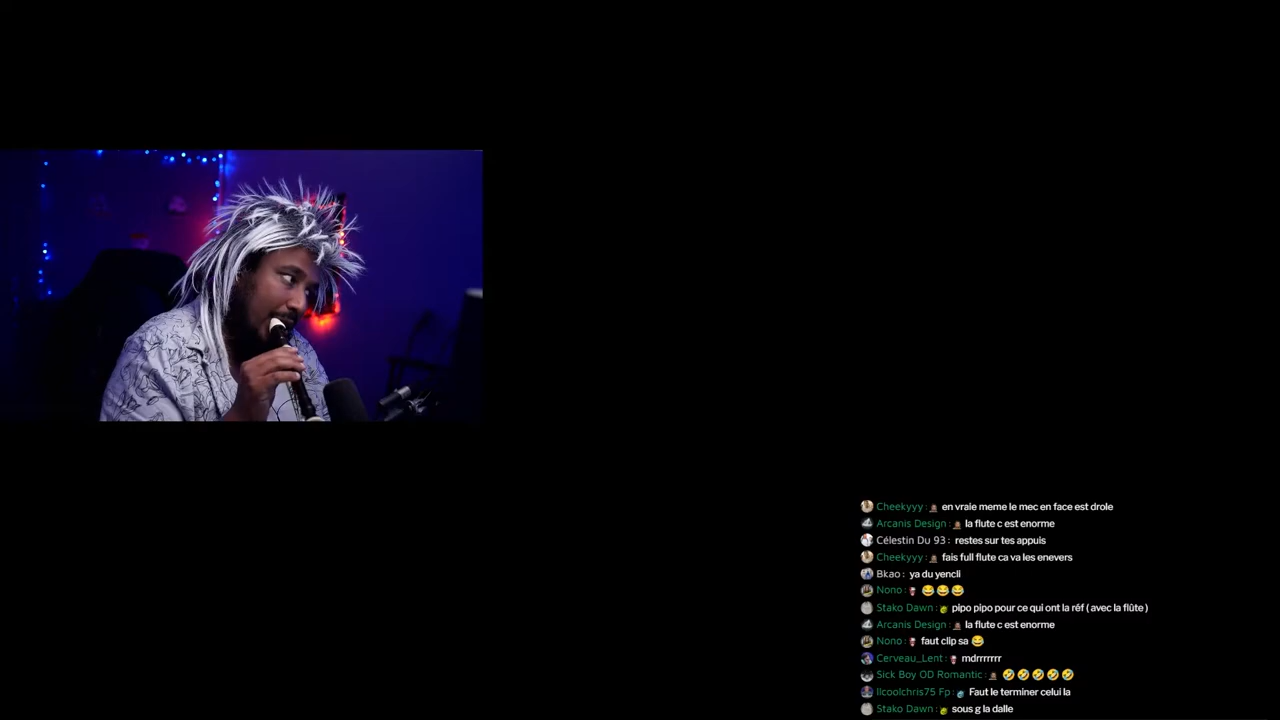 Cheekyyy : en vraie meme le mec en face est drole
Arcanis Design : la flute c est enorme
Célestin Du 93 : restes sur tes appuis
Cheekyyy : fais full flute ca va les enevers
Bkao : ya du yencli
Nono : 😂😂😂
Stako Dawn : pipo pipo pour ce qui ont la réf ( avec la flûte )
Arcanis Design : la flute c est enorme
Nono : faut clip sa 😂
Cerveau_Lent : mdrrrrrrr
Sick Boy OD Romantic : 🤣🤣🤣🤣🤣
llcoolchris75 Fp : Faut le terminer celui la
Stako Dawn : sous g la dalle